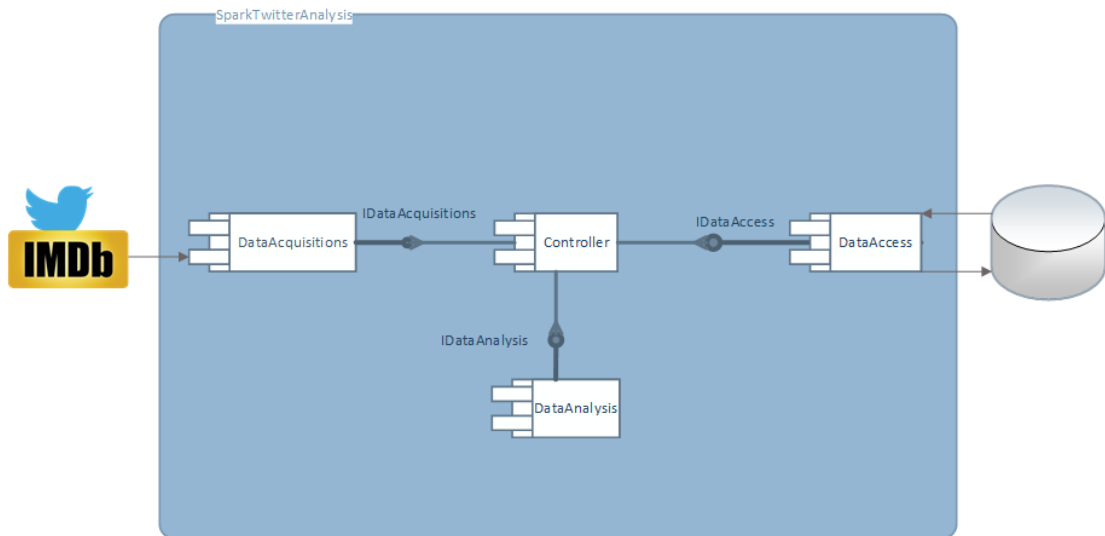 SparkTwitterAnalysis
IMDb
DataAcquisitions
IDataAcquisitions
Controller
IDataAccess
DataAccess
IDataAnalysis
DataAnalysis